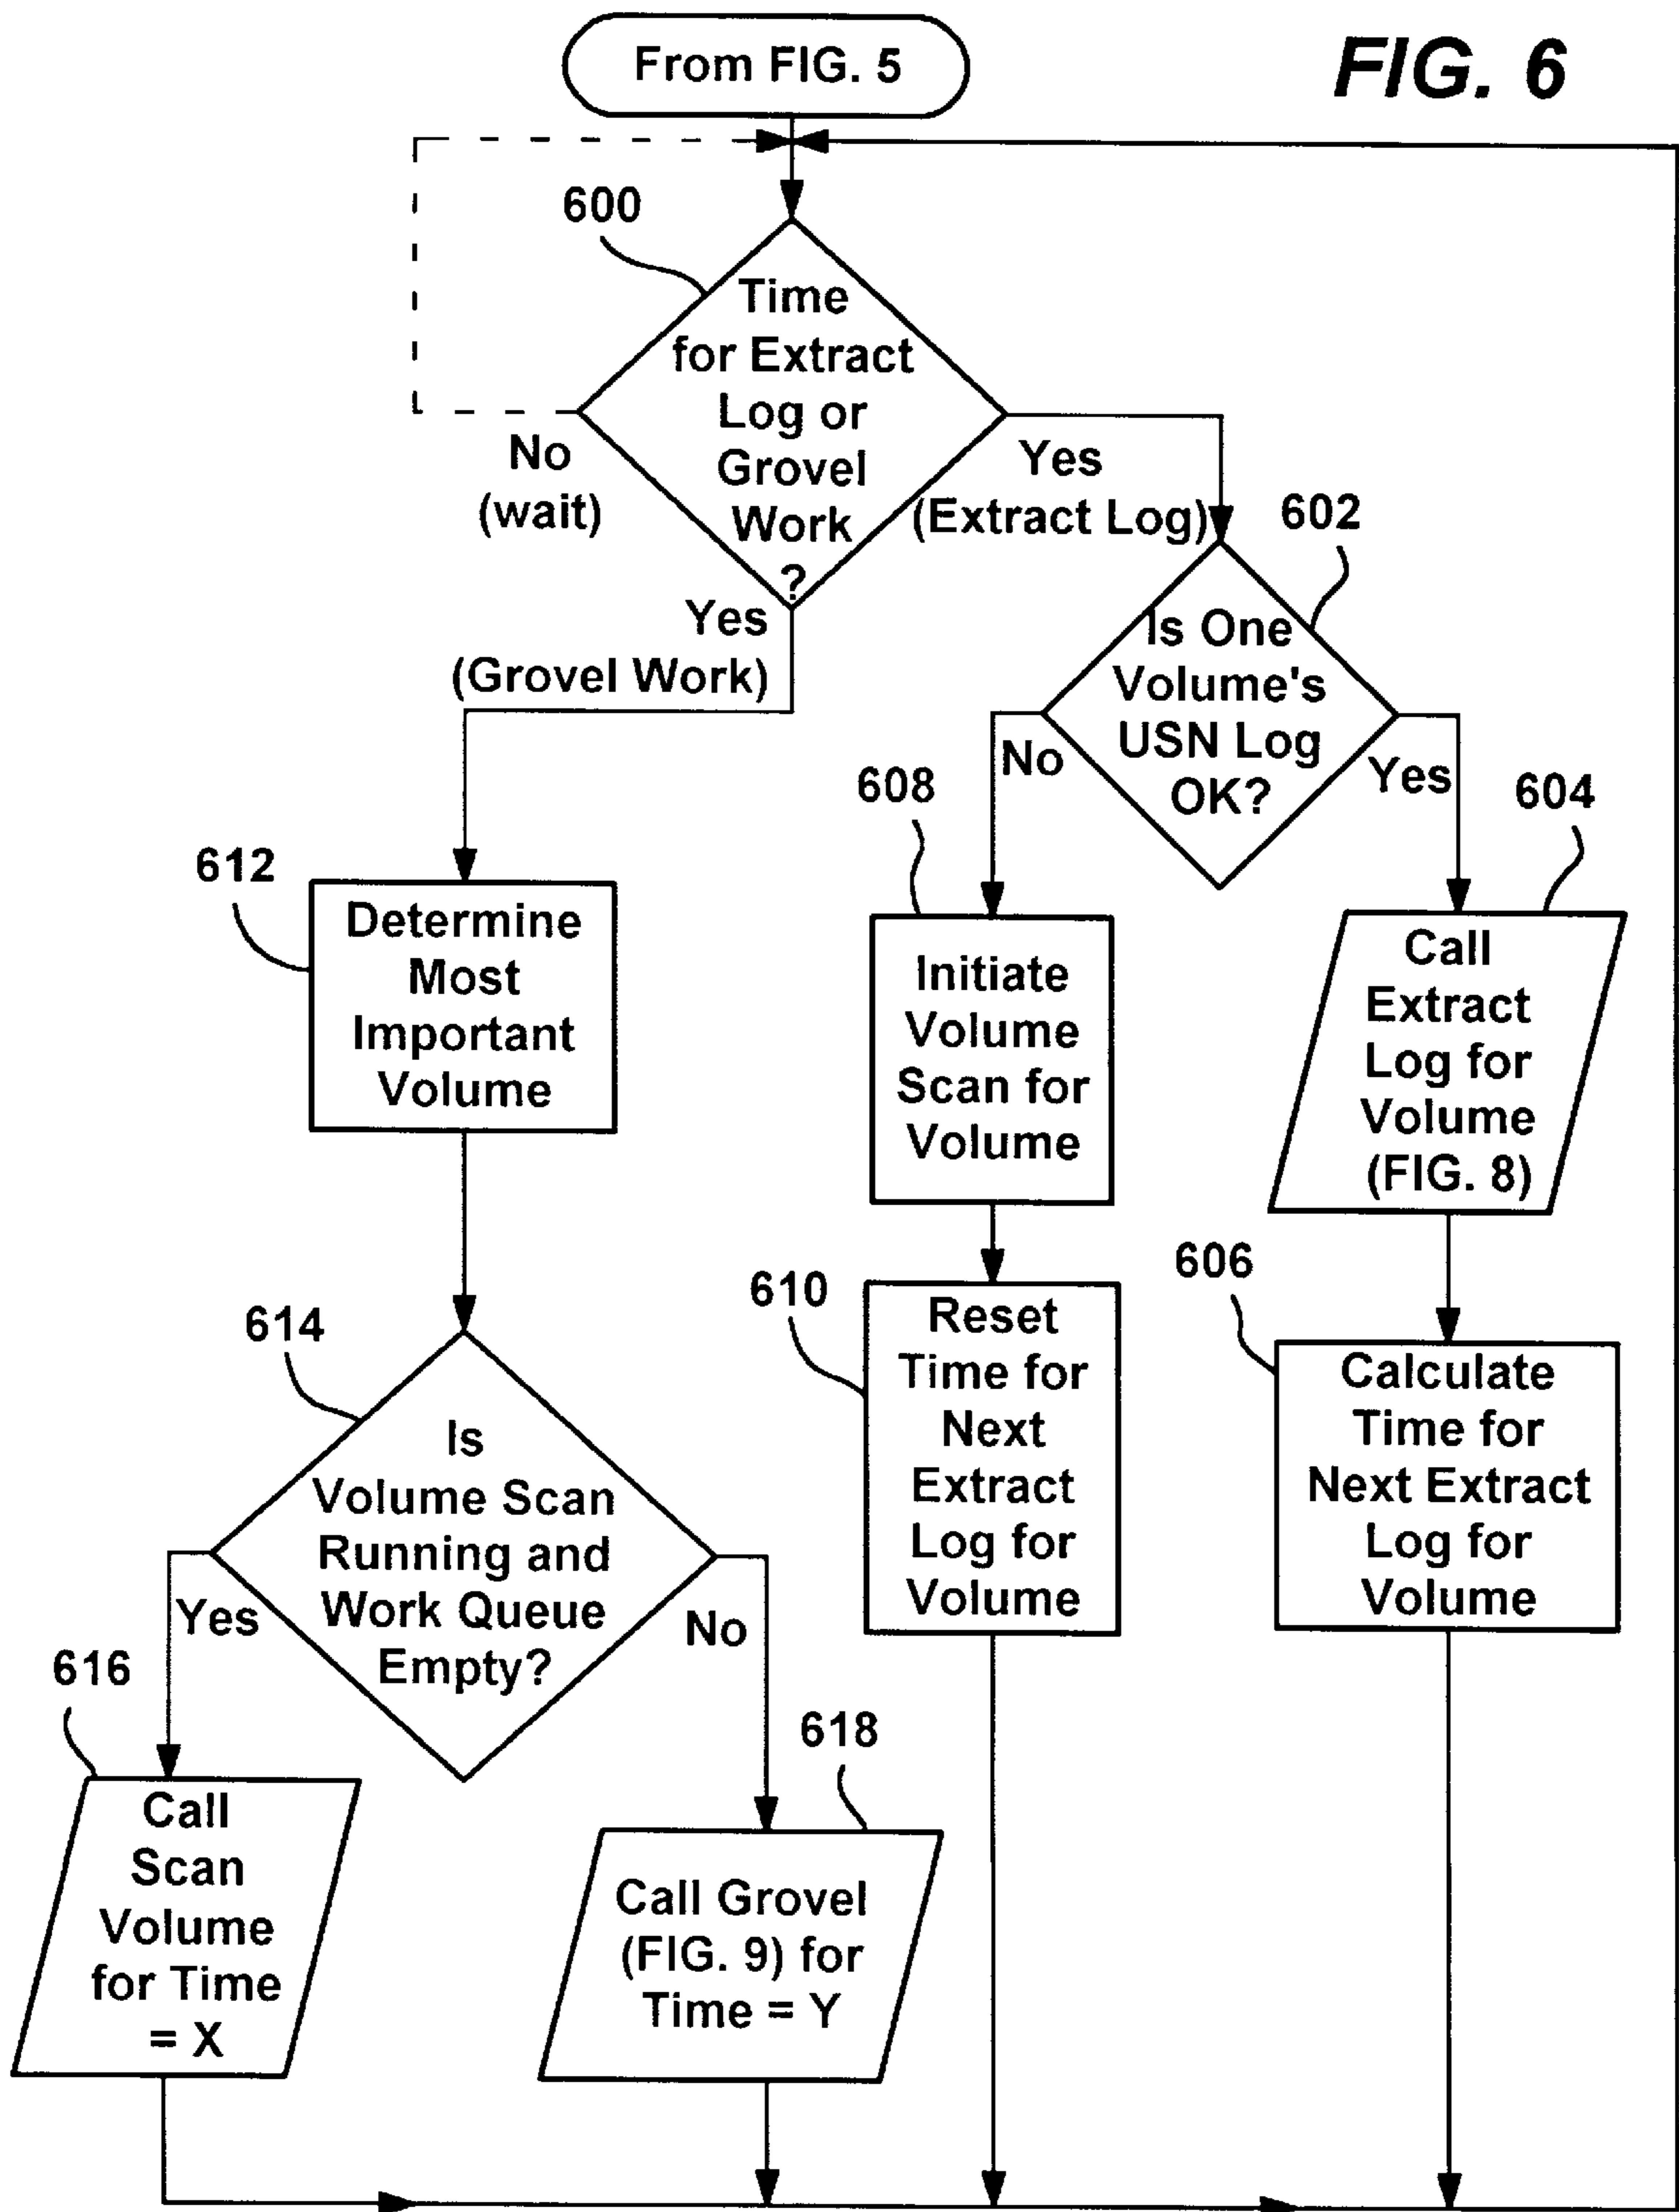 From FIG. 5
FIG. 6
600
Time
for Extract
Log or
Grovel
Work
?
No
(wait)
Yes
(Extract Log)
Yes
(Grovel Work)
602
Is One
Volume's
USN Log
OK?
No
Yes
608
604
612
Determine
Most
Important
Volume
Initiate
Volume
Scan for
Volume
Call
Extract
Log for
Volume
(FIG. 8)
606
610
614
Reset
Time for
Next
Extract
Log for
Volume
Calculate
Time for
Next Extract
Log for
Volume
Is
Volume Scan
Running and
Work Queue
Empty?
Yes
No
616
618
Call
Scan
Volume
for Time
= X
Call Grovel
(FIG. 9) for
Time = Y